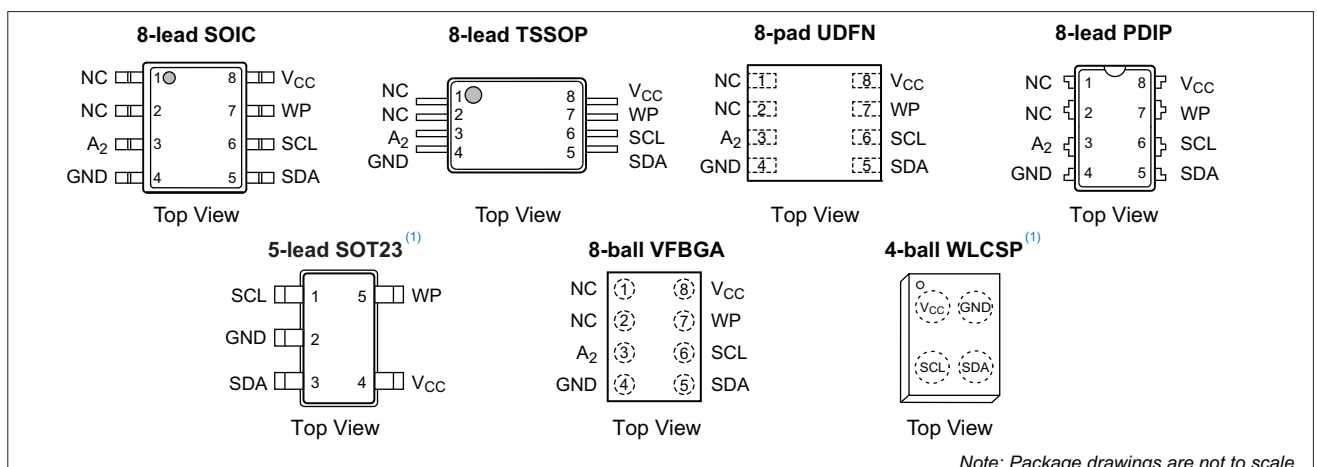 8-lead SOIC
NC 1 8 VCC
NC 2 7 WP
A2 3 6 SCL
GND 4 5 SDA
Top View
8-lead TSSOP
NC 1 8 VCC
NC 2 7 WP
A2 3 6 SCL
GND 4 5 SDA
Top View
8-pad UDFN
NC 1 8 VCC
NC 2 7 WP
A2 3 6 SCL
GND 4 5 SDA
Top View
8-lead PDIP
NC 1 8 VCC
NC 2 7 WP
A2 3 6 SCL
GND 4 5 SDA
Top View
5-lead SOT23(1)
SCL 1 5 WP
GND 2
SDA 3 4 VCC
Top View
8-ball VFBGA
NC 1 8 VCC
NC 2 7 WP
A2 3 6 SCL
GND 4 5 SDA
Top View
4-ball WLCSP(1)
VCC GND
SCL SDA
Top View
Note: Package drawings are not to scale